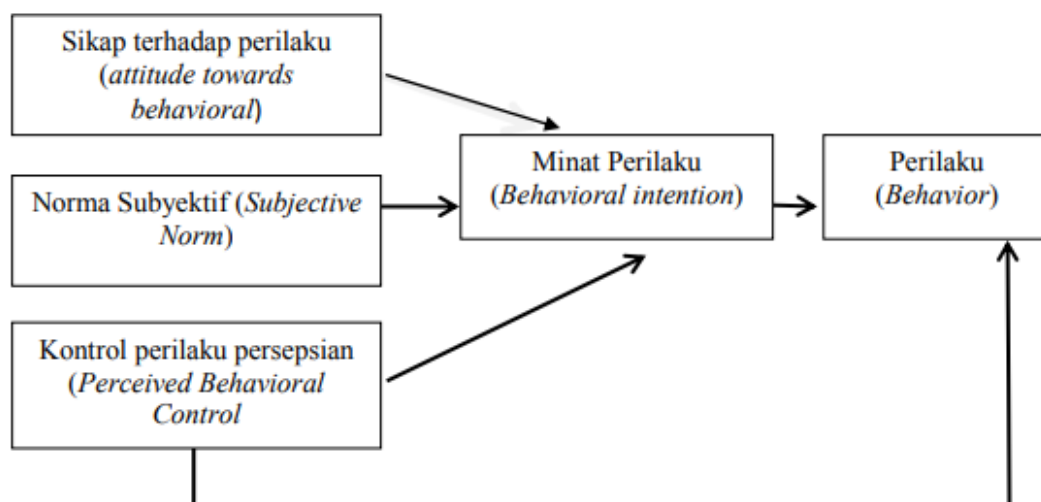 Sikap terhadap perilaku
(attitude towards
behavioral)
Norma Subyektif (Subjective
Norm)
Kontrol perilaku persepsian
(Perceived Behavioral
Control
Minat Perilaku
(Behavioral intention)
Perilaku
(Behavior)